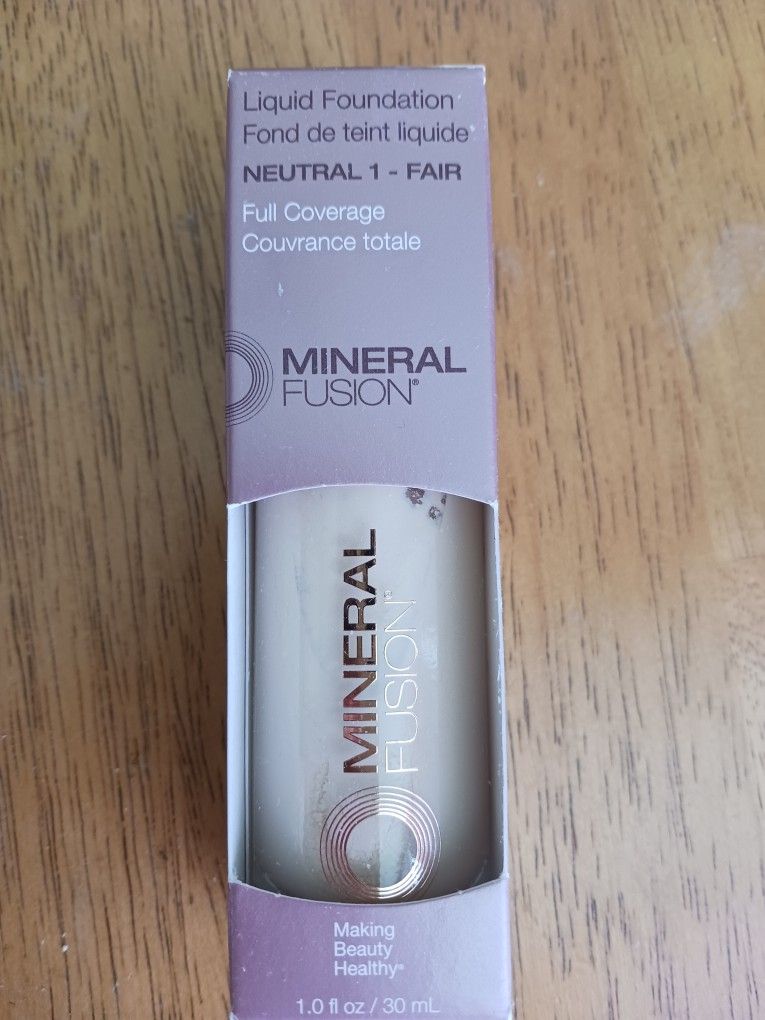 Liquid Foundation
Fond de teint liquide
NEUTRAL 1 - FAIR
Full Coverage
Couvrance totale
MINERAL
FUSION®
MINERAL
FUSION®
Making
Beauty
Healthy®
1.0 fl oz / 30 mL